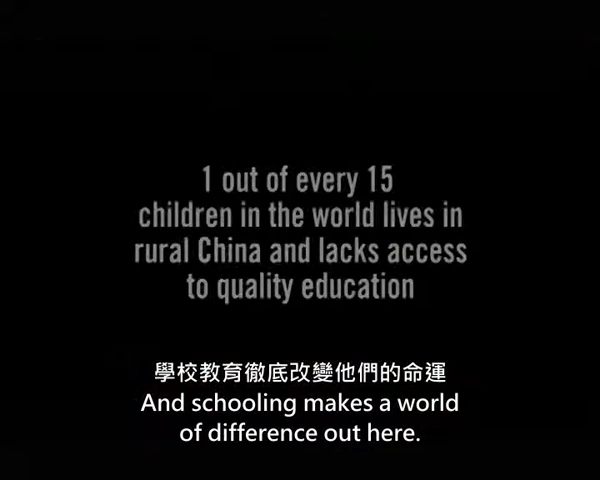 1 out of every 15
children in the world lives in
rural China and lacks access
to quality education
學校教育徹底改變他們的命運
And schooling makes a world
of difference out here.